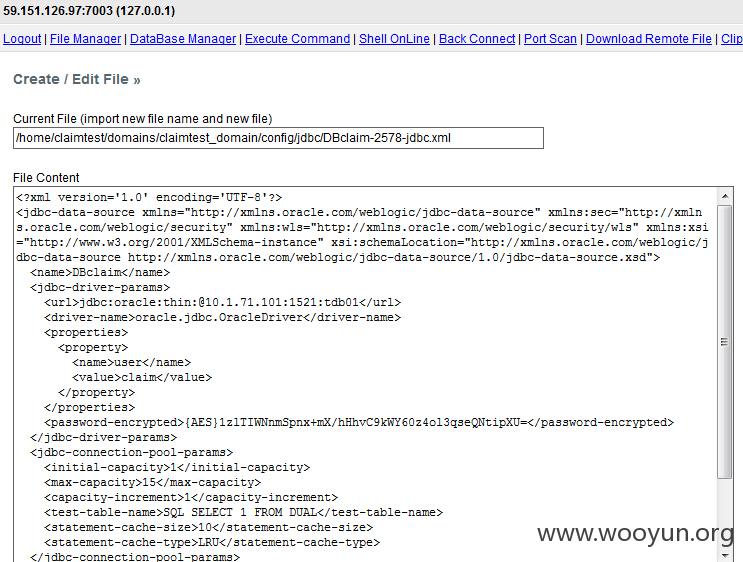 59.151.126.97:7003 (127.0.0.1)
Logout | File Manager | DataBase Manager | Execute Command | Shell OnLine | Back Connect | Port Scan | Download Remote File | Clip
Create / Edit File »
Current File (import new file name and new file)
/home/claimtest/domains/claimtest_domain/config/jdbc/DBclaim-2578-jdbc.xml
File Content
<?xml version='1.0' encoding='UTF-8'?>
<jdbc-data-source xmlns="http://xmlns.oracle.com/weblogic/jdbc-data-source" xmlns:sec="http://xmln
s.oracle.com/weblogic/security" xmlns:wls="http://xmlns.oracle.com/weblogic/security/wls" xmlns:xsi
="http://www.w3.org/2001/XMLSchema-instance" xsi:schemaLocation="http://xmlns.oracle.com/weblogic/j
dbc-data-source http://xmlns.oracle.com/weblogic/jdbc-data-source/1.0/jdbc-data-source.xsd">
<name>DBclaim</name>
<jdbc-driver-params>
<url>jdbc:oracle:thin:@10.1.71.101:1521:tdb01</url>
<driver-name>oracle.jdbc.OracleDriver</driver-name>
<properties>
<property>
<name>user</name>
<value>claim</value>
</property>
</properties>
<password-encrypted>{AES}1zlTIWNnmSpnx+mX/hHhvC9kWY60z4ol3qseQNtipXU=</password-encrypted>
</jdbc-driver-params>
<jdbc-connection-pool-params>
<initial-capacity>1</initial-capacity>
<max-capacity>15</max-capacity>
<capacity-increment>1</capacity-increment>
<test-table-name>SQL SELECT 1 FROM DUAL</test-table-name>
<statement-cache-size>10</statement-cache-size>
<statement-cache-type>LRU</statement-cache-type>
</jdbc-connection-pool-params>
www.wooyun.org